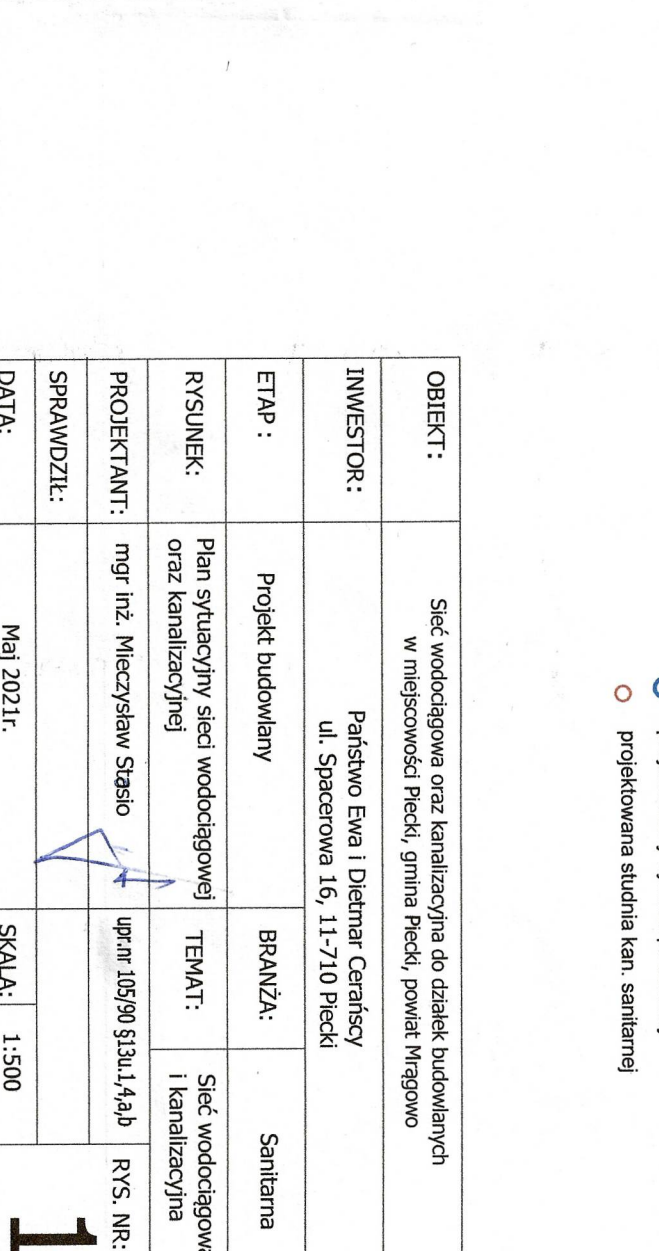 projektowana studnia kan. sanitarnej
OBIEKT:
Sieć wodociągowa oraz kanalizacyjna do działek budowlanych
w miejscowości Piecki, gmina Piecki, powiat Mrągowo
INWESTOR:
Państwo Ewa i Dietmar Cerańscy
ul. Spacerowa 16, 11-710 Piecki
ETAP :
Projekt budowlany
BRANŻA:
Sanitarna
RYSUNEK:
Plan sytuacyjny sieci wodociągowej
oraz kanalizacyjnej
TEMAT:
Sieć wodociągowa
i kanalizacyjna
PROJEKTANT:
mgr inż. Mieczysław Stasio
upr.nr 105/90 §13u.1,4,a,b
RYS. NR:
1
SPRAWDZIŁ:
DATA:
Maj 2021r.
SKALA:
1:500